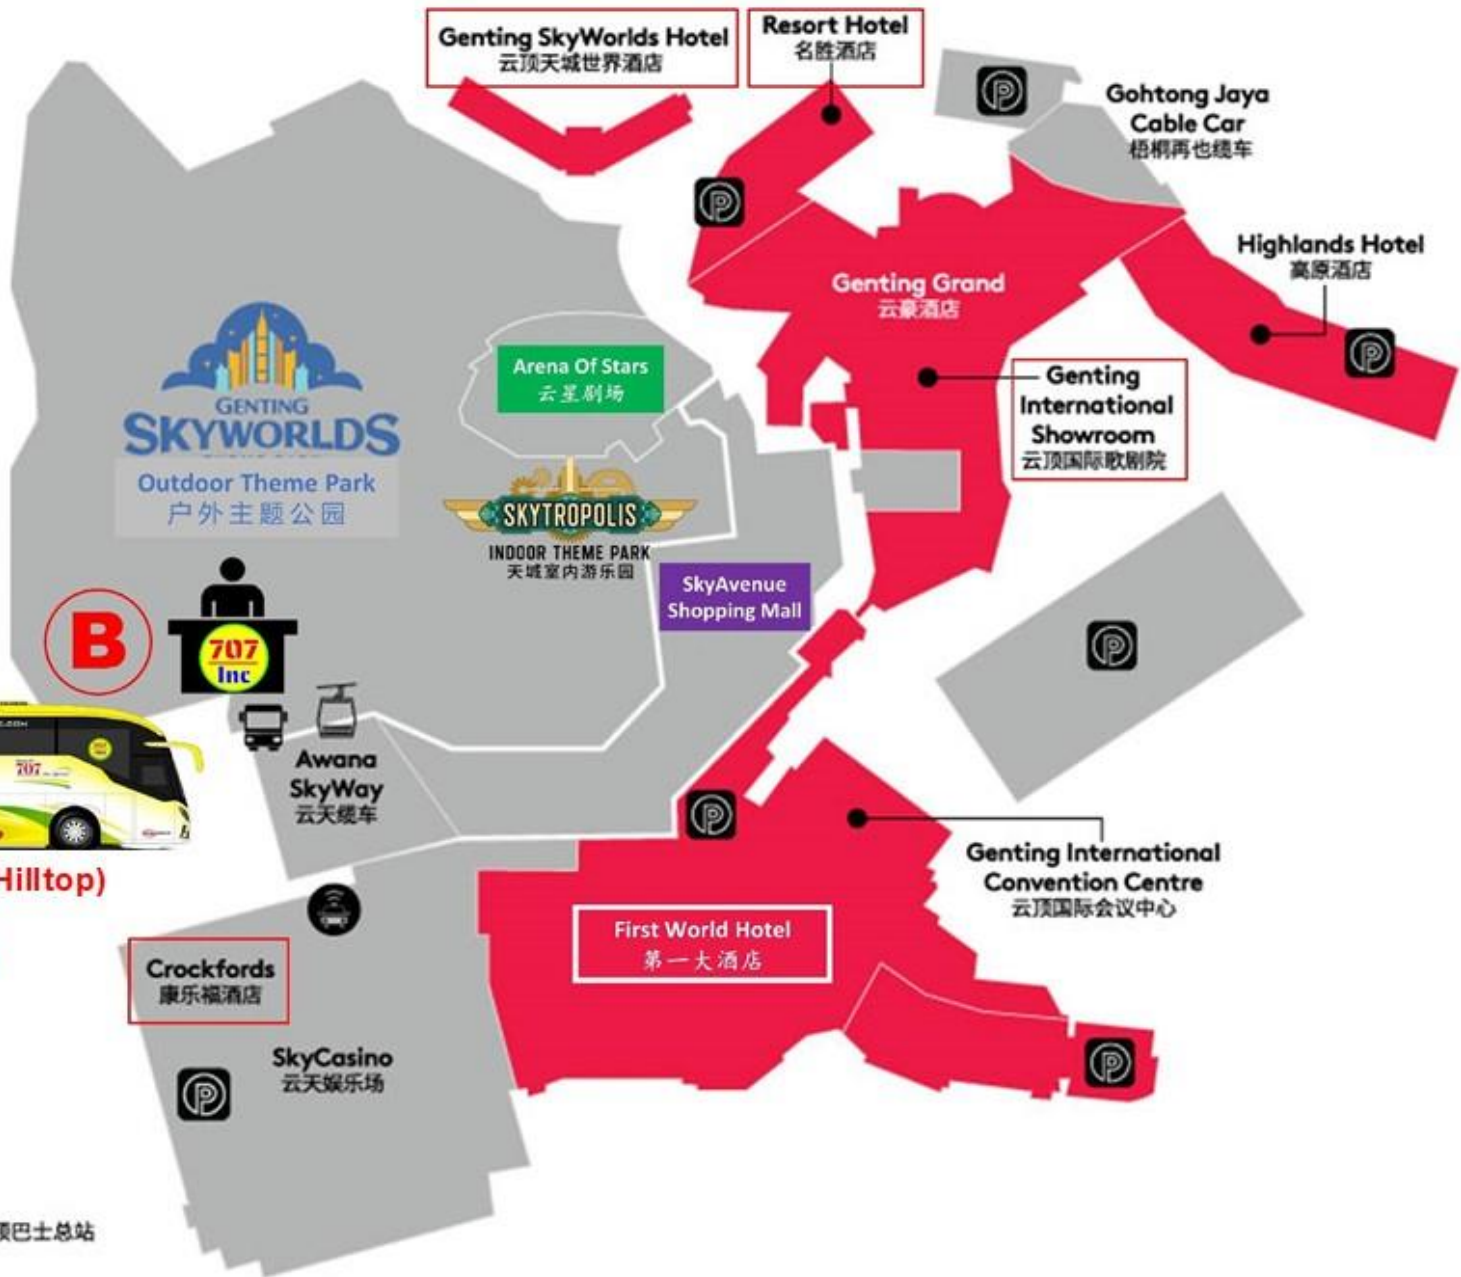 Genting SkyWorlds Hotel
云顶天城世界酒店
Resort Hotel
名胜酒店
Gohtong Jaya
Cable Car
梧桐再也缆车
Highlands Hotel
高原酒店
Genting Grand
云豪酒店
Genting
International
Showroom
云顶国际歌剧院
Arena Of Stars
云星剧场
GENTING
SKYWORLDS
Outdoor Theme Park
户外主题公园
SKYTROPOLIS
INDOOR THEME PARK
天城室内游乐园
SkyAvenue
Shopping Mall
B
707
Inc
707
Awana
SkyWay
云天缆车
Hilltop)
Genting International
Convention Centre
云顶国际会议中心
First World Hotel
第一大酒店
Crockfords
康乐福酒店
SkyCasino
云天娱乐场
巴士总站
P
P
P
P
P
P
P